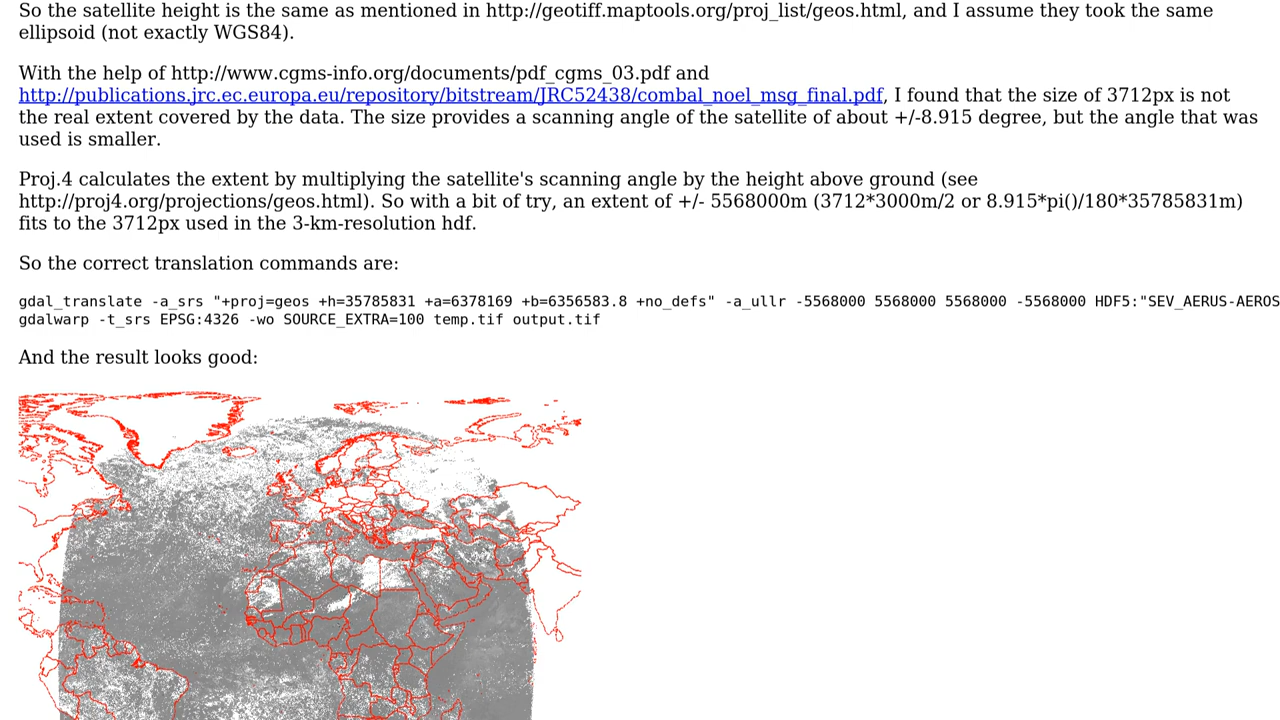 So the satellite height is the same as mentioned in http://geotiff.maptools.org/proj_list/geos.html, and I assume they took the same
ellipsoid (not exactly WGS84).
With the help of http://www.cgms-info.org/documents/pdf_cgms_03.pdf and
http://publications.jrc.ec.europa.eu/repository/bitstream/JRC52438/combal_noel_msg_final.pdf, I found that the size of 3712px is not
the real extent covered by the data. The size provides a scanning angle of the satellite of about +/-8.915 degree, but the angle that was
used is smaller.
Proj.4 calculates the extent by multiplying the satellite's scanning angle by the height above ground (see
http://proj4.org/projections/geos.html). So with a bit of try, an extent of +/- 5568000m (3712*3000m/2 or 8.915*pi()/180*35785831m)
fits to the 3712px used in the 3-km-resolution hdf.
So the correct translation commands are:
gdal_translate -a_srs "+proj=geos +h=35785831 +a=6378169 +b=6356583.8 +no_defs" -a_ullr -5568000 5568000 5568000 -5568000 HDF5:"SEV_AERUS-AEROS
gdalwarp -t_srs EPSG:4326 -wo SOURCE_EXTRA=100 temp.tif output.tif
And the result looks good: